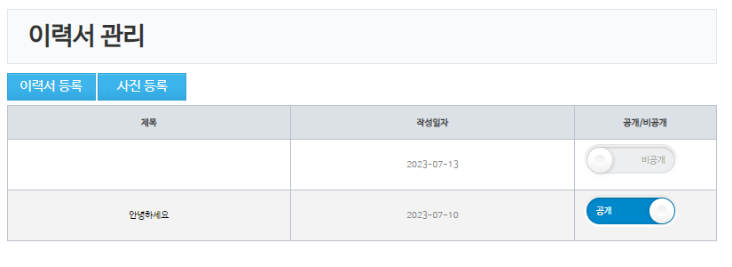 이력서 관리
이력서 등록 사진 등록
제목 작성일자 공개/비공개
2023-07-13 비공개
안녕하세요 2023-07-10 공개